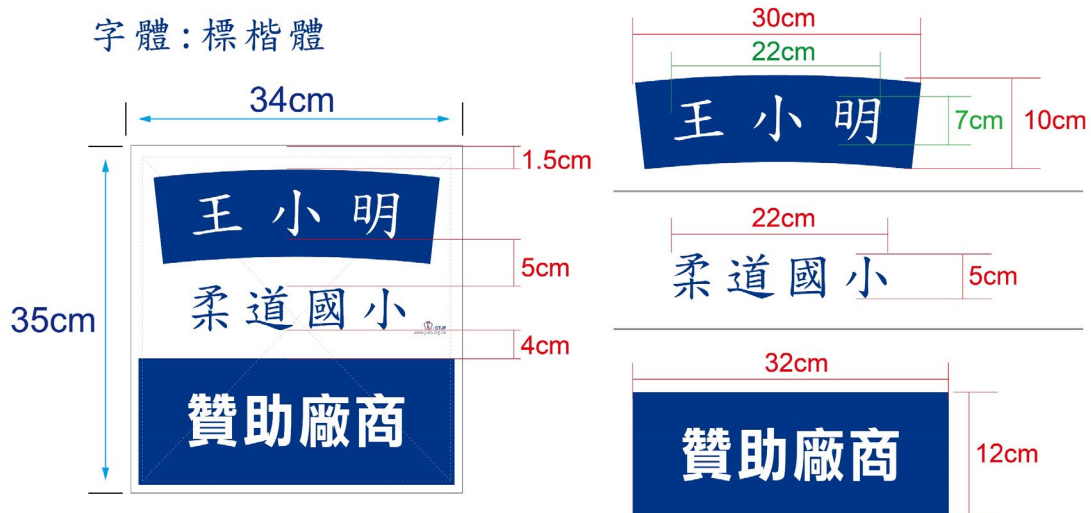 字體:標楷體
34cm
35cm
1.5cm
王小明
5cm
柔道國小
4cm
贊助廠商
30cm
22cm
王小明
7cm
10cm
22cm
柔道國小
5cm
32cm
贊助廠商
12cm